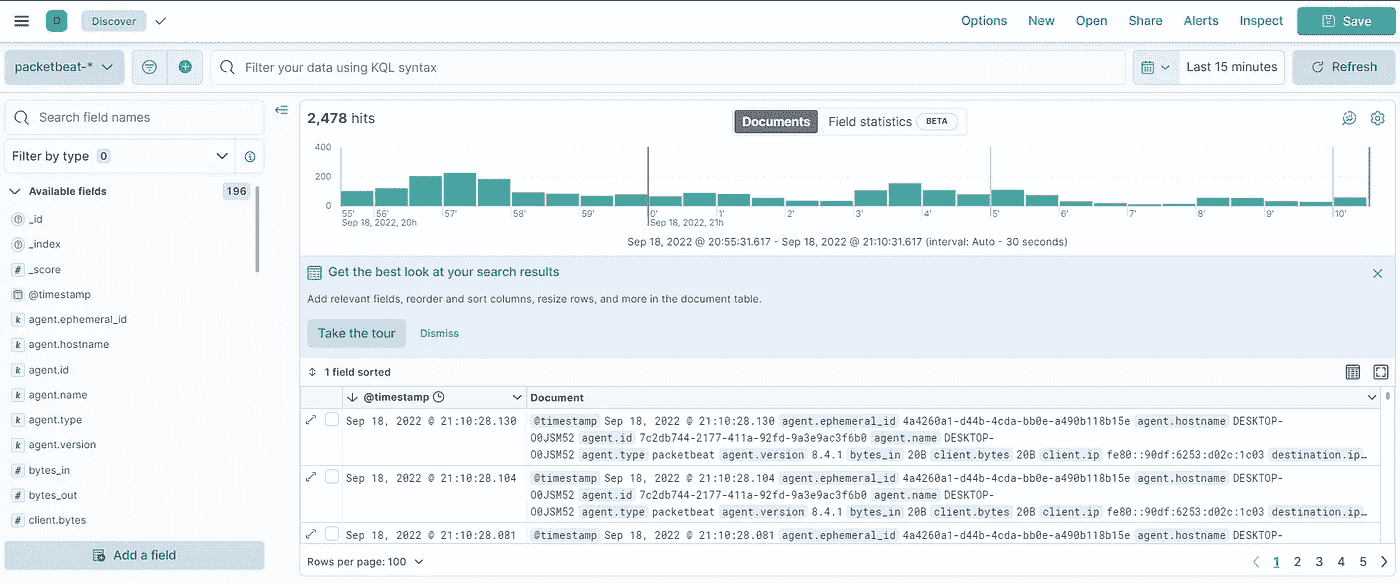 D Discover Options New Open Share Alerts Inspect Save
packetbeat-* Filter your data using KQL syntax Last 15 minutes Refresh
Search field names
Filter by type 0
Available fields 196
_id
_index
_score
@timestamp
agent.ephemeral_id
agent.hostname
agent.id
agent.name
agent.type
agent.version
bytes_in
bytes_out
client.bytes
Add a field
2,478 hits Documents Field statistics BETA
400
200
0
55' 56' 57' 58' 59' 0' 1' 2' 3' 4' 5' 6' 7' 8' 9' 10'
Sep 18, 2022, 20h Sep 18, 2022, 21h
Sep 18, 2022 @ 20:55:31.617 - Sep 18, 2022 @ 21:10:31.617 (interval: Auto - 30 seconds)
Get the best look at your search results
Add relevant fields, reorder and sort columns, resize rows, and more in the document table.
Take the tour Dismiss
1 field sorted
@timestamp Document
Sep 18, 2022 @ 21:10:28.130 @timestamp Sep 18, 2022 @ 21:10:28.130 agent.ephemeral_id 4a4260a1-d44b-4cda-bb0e-a490b118b15e agent.hostname DESKTOP-
O0JSM52 agent.id 7c2db744-2177-411a-92fd-9a3e9ac3f6b0 agent.name DESKTOP-
O0JSM52 agent.type packetbeat agent.version 8.4.1 bytes_in 20B client.bytes 20B client.ip fe80::90df:6253:d02c:1c03 destination.ip…
Sep 18, 2022 @ 21:10:28.104 @timestamp Sep 18, 2022 @ 21:10:28.104 agent.ephemeral_id 4a4260a1-d44b-4cda-bb0e-a490b118b15e agent.hostname DESKTOP-
O0JSM52 agent.id 7c2db744-2177-411a-92fd-9a3e9ac3f6b0 agent.name DESKTOP-
O0JSM52 agent.type packetbeat agent.version 8.4.1 bytes_in 20B client.bytes 20B client.ip fe80::90df:6253:d02c:1c03 destination.ip…
Sep 18, 2022 @ 21:10:28.081 @timestamp Sep 18, 2022 @ 21:10:28.081 agent.ephemeral_id 4a4260a1-d44b-4cda-bb0e-a490b118b15e agent.hostname DESKTOP-
Rows per page: 100 1 2 3 4 5